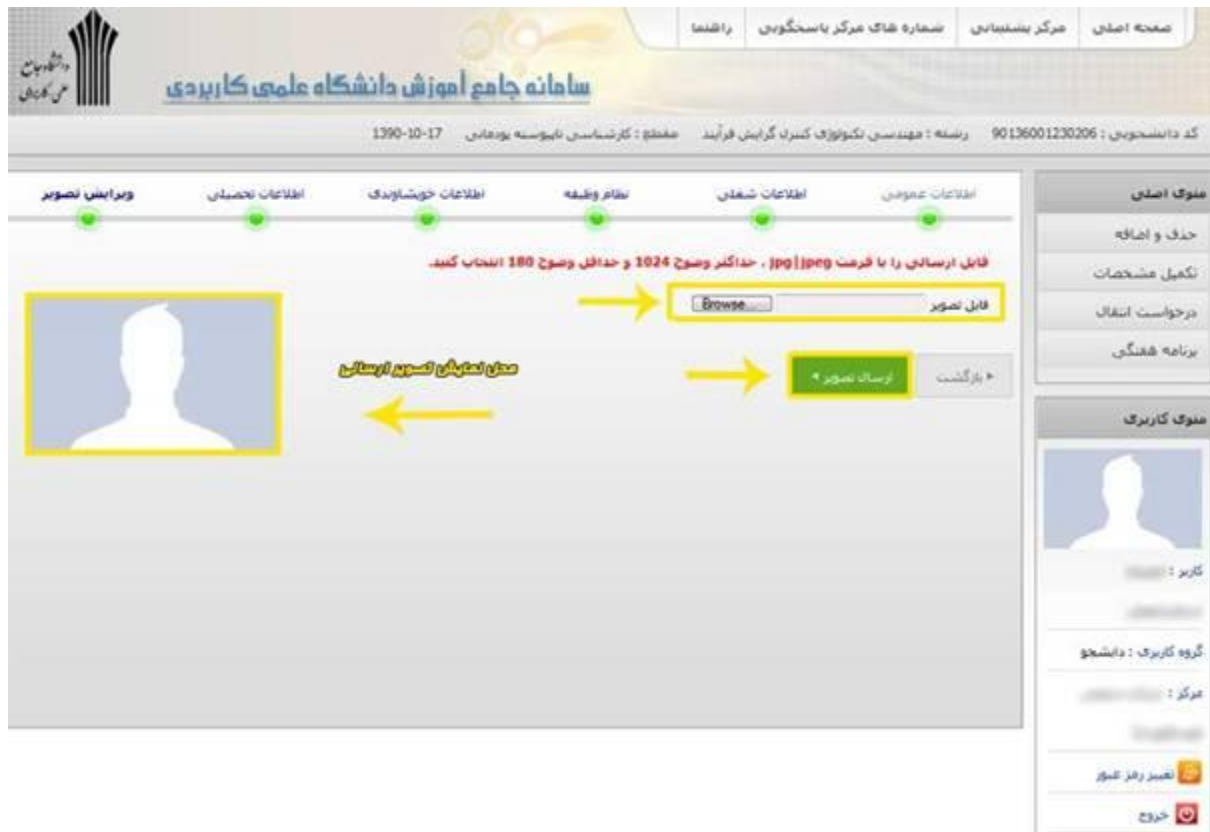 صفحه اصلی
مرکز پشتیبانی
شماره های مرکز پاسخگویی
راهنما
دانشگاه جامع
علمی کاربردی
سامانه جامع آموزش دانشگاه علمی کاربردی
کد دانشجویی : 90136001230206 رشته : مهندسی تکنولوژی کنترل گرایش فرآیند مقطع : کارشناسی ناپیوسته پودمانی 1390-10-17
منوی اصلی
حذف و اضافه
تکمیل مشخصات
درخواست انتقال
برنامه هفتگی
اطلاعات عمومی
اطلاعات شغلی
نظام وظیفه
اطلاعات خویشاوندی
اطلاعات تحصیلی
ویرایش تصویر
فایل ارسالی را با فرمت jpg|jpeg ، حداکثر وضوح 1024 و حداقل وضوح 180 انتخاب کنید.
فایل تصویر
Browse...
بازگشت
ارسال تصویر
محل نمایش تصویر ارسالی
منوی کاربری
کاربر :
گروه کاربری : دانشجو
مرکز :
تغییر رمز عبور
خروج